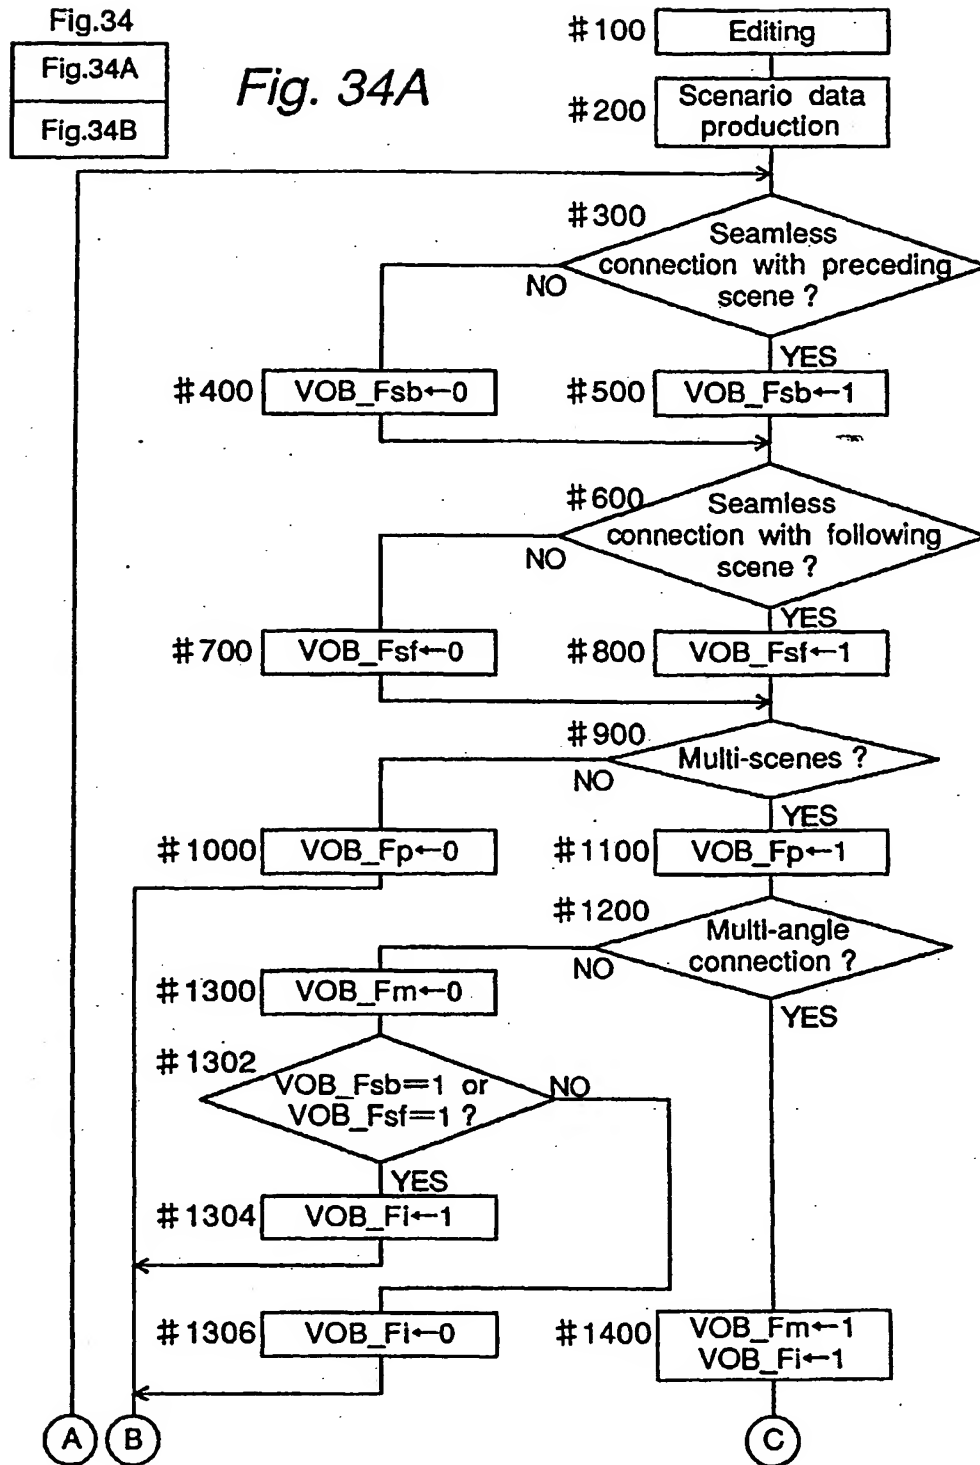 Fig.34
Fig.34A
Fig.34B
Fig. 34A
#100
Editing
#200
Scenario data
production
#300
Seamless
connection with preceding
scene ?
NO
YES
#400
VOB_Fsb←0
#500
VOB_Fsb←1
#600
Seamless
connection with following
scene ?
NO
YES
#700
VOB_Fsf←0
#800
VOB_Fsf←1
#900
Multi-scenes ?
NO
YES
#1000
VOB_Fp←0
#1100
VOB_Fp←1
#1200
Multi-angle
connection ?
NO
YES
#1300
VOB_Fm←0
#1302
VOB_Fsb=1 or
VOB_Fsf=1 ?
NO
YES
#1304
VOB_Fi←1
#1306
VOB_Fi←0
#1400
VOB_Fm←1
VOB_Fi←1
A
B
C